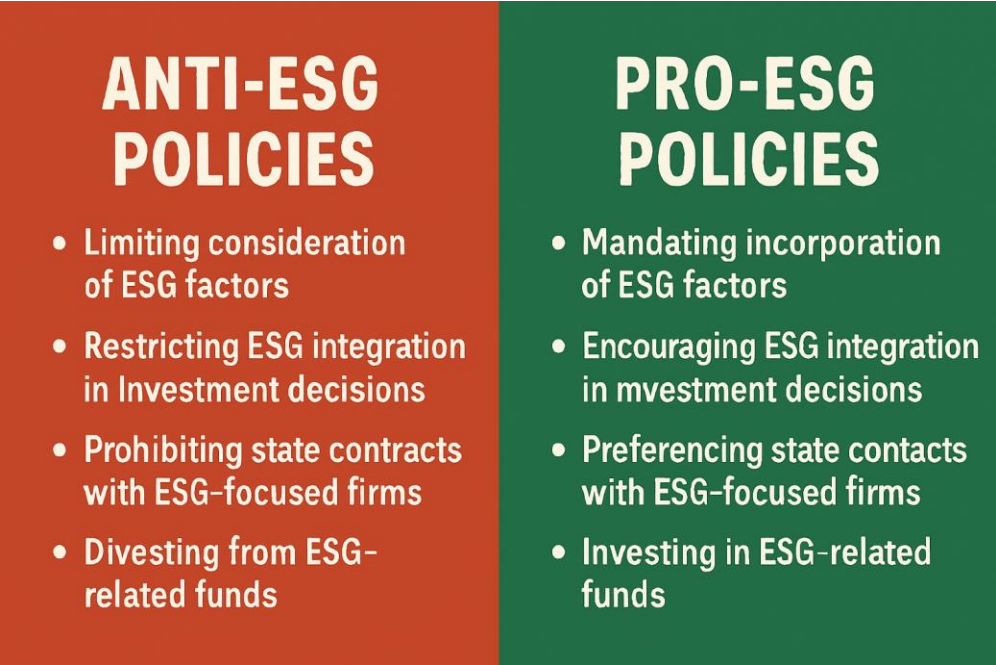 ANTI-ESG
POLICIES
• Limiting consideration
of ESG factors
• Restricting ESG integration
in Investment decisions
• Prohibiting state contracts
with ESG-focused firms
• Divesting from ESG-
related funds
PRO-ESG
POLICIES
• Mandating incorporation
of ESG factors
• Encouraging ESG integration
in mvestment decisions
• Preferencing state contacts
with ESG-focused firms
• Investing in ESG-related
funds